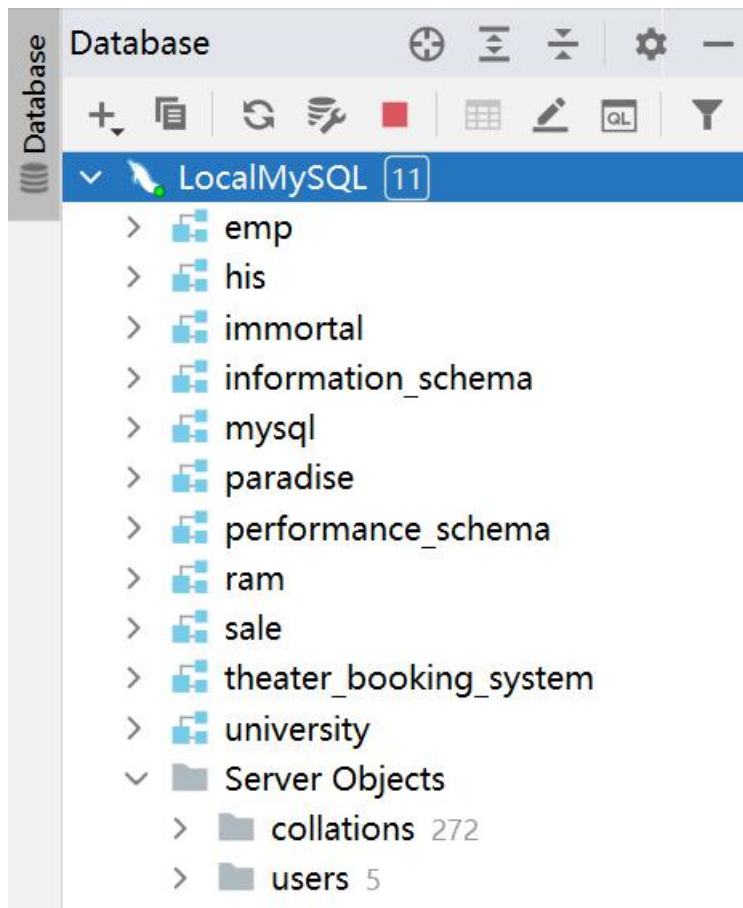 Database
Database
QL
LocalMySQL 11
emp
his
immortal
information_schema
mysql
paradise
performance_schema
ram
sale
theater_booking_system
university
Server Objects
collations 272
users 5